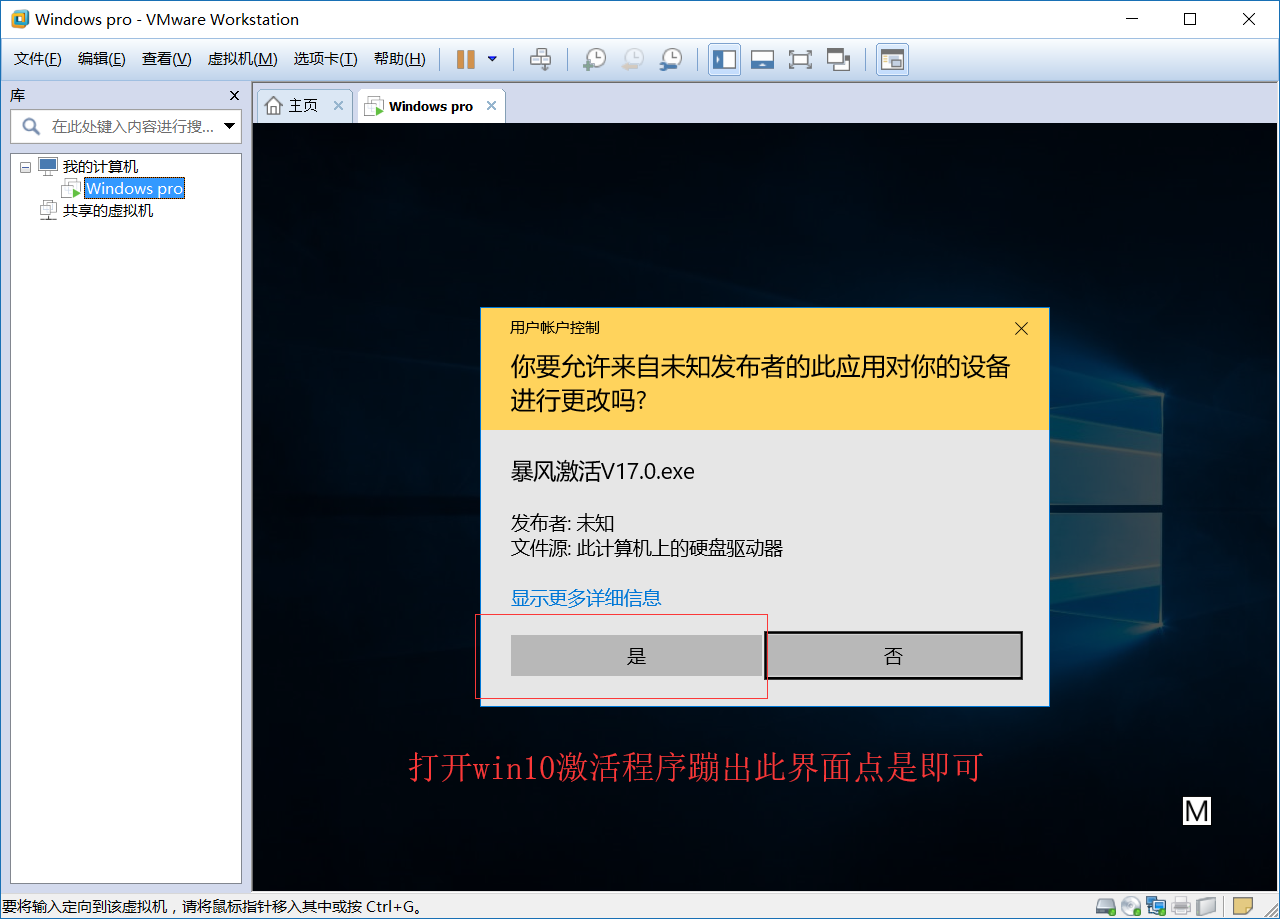 Windows pro - VMware Workstation
文件(F) 编辑(E) 查看(V) 虚拟机(M) 选项卡(T) 帮助(H)
库
在此处键入内容进行搜...
我的计算机
Windows pro
共享的虚拟机
主页
Windows pro
用户帐户控制
你要允许来自未知发布者的此应用对你的设备
进行更改吗?
暴风激活V17.0.exe
发布者: 未知
文件源: 此计算机上的硬盘驱动器
显示更多详细信息
是
否
打开win10激活程序蹦出此界面点是即可
M
要将输入定向到该虚拟机，请将鼠标指针移入其中或按 Ctrl+G。